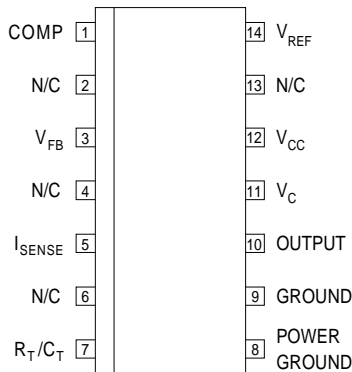 COMP 1
N/C 2
V_FB 3
N/C 4
I_SENSE 5
N/C 6
R_T/C_T 7
14 V_REF
13 N/C
12 V_CC
11 V_C
10 OUTPUT
9 GROUND
8 POWER
GROUND